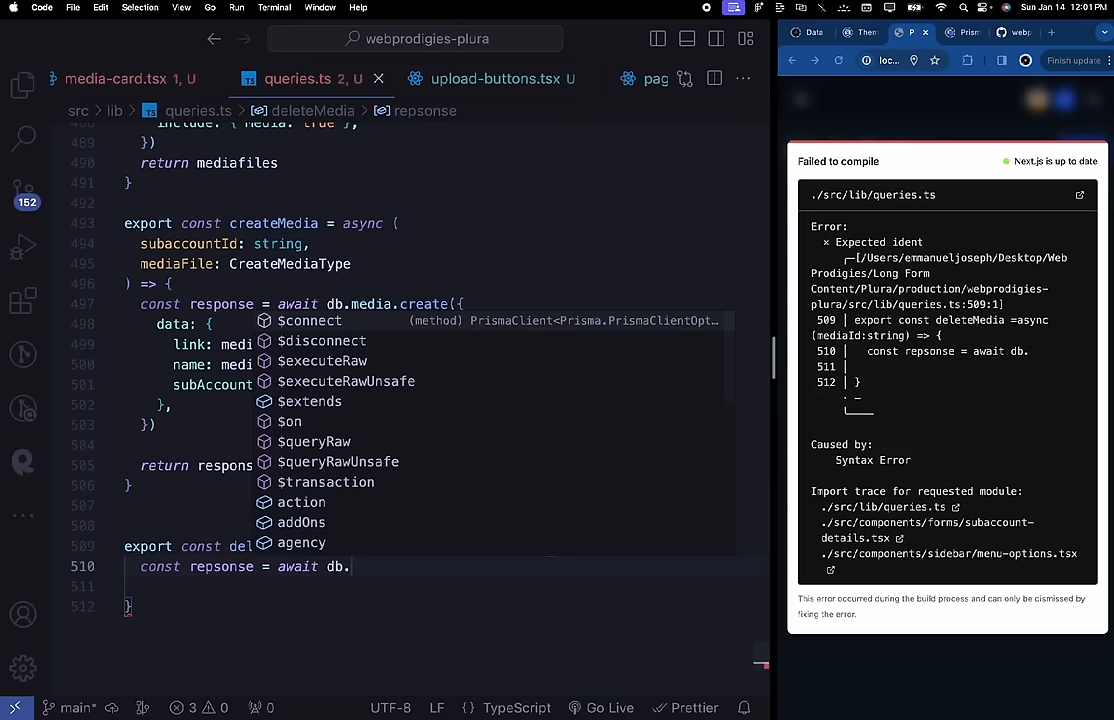 Code File Edit Selection View Go Run Terminal Window Help
Sun Jan 14 12:01 PM
webprodigies-plura
media-card.tsx 1, U
queries.ts 2, U
upload-buttons.tsx U
pag
src › lib › queries.ts › deleteMedia › repsonse
489 })
490 return mediafiles
491 }
492
493 export const createMedia = async (
494 subaccountId: string,
495 mediaFile: CreateMediaType
496 ) => {
497 const response = await db.media.create({
498 data: {
499 link: medi
500 name: medi
501 subAccount
502 },
503 })
504
505 return respons
506 }
507
508
509 export const del
510 const repsonse = await db.
511
512 }
$connect (method) PrismaClient<Prisma.PrismaClientOpt…
$disconnect
$executeRaw
$executeRawUnsafe
$extends
$on
$queryRaw
$queryRawUnsafe
$transaction
action
addOns
agency
152
main*
3 0
0
UTF-8
LF
{} TypeScript
Go Live
Prettier
Data
Them
P
Prism
webp
loc...
Finish update
Failed to compile
Next.js is up to date
./src/lib/queries.ts
Error:
× Expected ident
╭─[/Users/emmanueljoseph/Desktop/Web
Prodigies/Long Form
Content/Plura/production/webprodigies-
plura/src/lib/queries.ts:509:1]
509 │ export const deleteMedia =async
(mediaId:string) => {
510 │ const repsonse = await db.
511 │
512 │ }
Caused by:
Syntax Error
Import trace for requested module:
./src/lib/queries.ts
./src/components/forms/subaccount-
details.tsx
./src/components/sidebar/menu-options.tsx
This error occurred during the build process and can only be dismissed by
fixing the error.